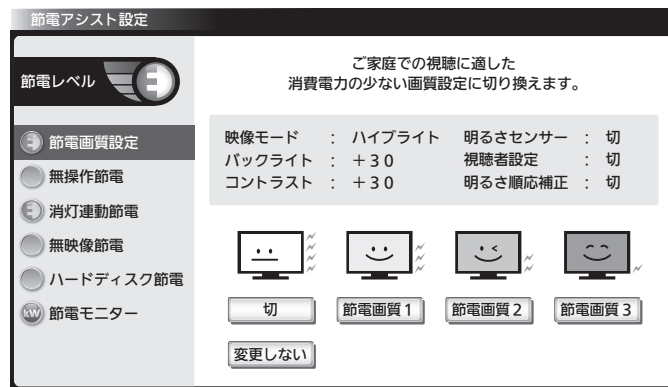 節電アシスト設定
節電レベル
節電画質設定
無操作節電
消灯連動節電
無映像節電
ハードディスク節電
kW 節電モニター
ご家庭での視聴に適した
消費電力の少ない画質設定に切り換えます。
映像モード : ハイブライト 明るさセンサー : 切
バックライト : +30 視聴者設定 : 切
コントラスト : +30 明るさ順応補正 : 切
切 節電画質1 節電画質2 節電画質3
変更しない